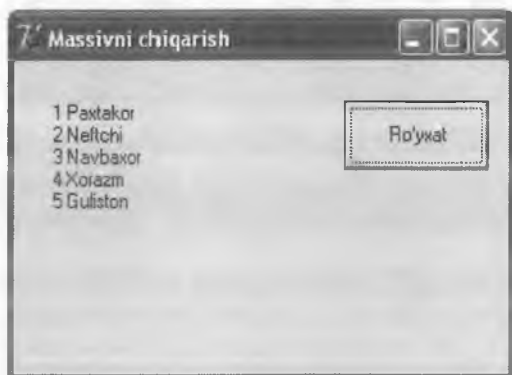 Massivni chiqarish
1 Paxtakor
2 Neftchi
3 Navbaxor
4 Xorazm
5 Guliston
Ro'yxat